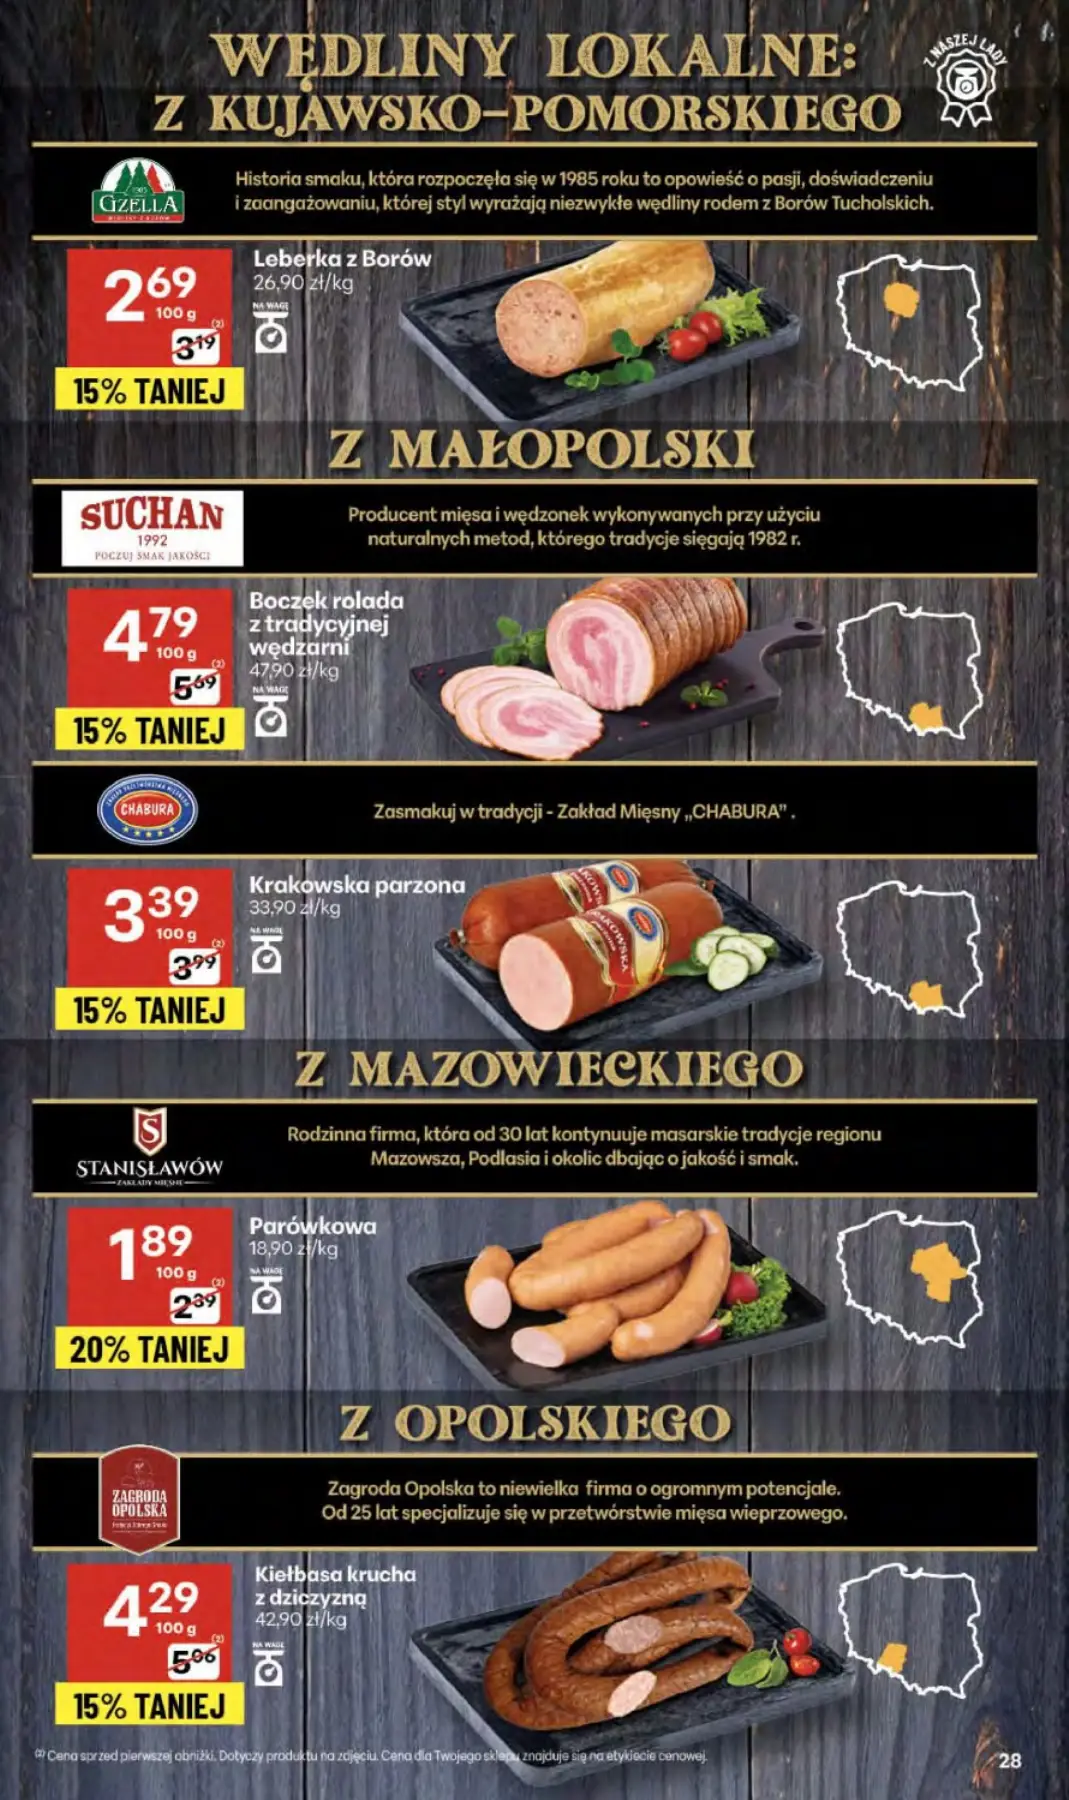 WĘDLINY LOKALNE:
Z KUJAWSKO-POMORSKIEGO
Z NASZEJ LADY
1985
GZELLA
Historia smaku, która rozpoczęła się w 1985 roku to opowieść o pasji, doświadczeniu
i zaangażowaniu, której styl wyrażają niezwykłe wędliny rodem z Borów Tucholskich.
Leberka z Borów
26,90 zł/kg
NA WAGĘ
2 69
100 g
(2)
3 19
15% TANIEJ
Z MAŁOPOLSKI
SUCHAN
1992
POCZUJ SMAK JAKOŚCI
Producent mięsa i wędzonek wykonywanych przy użyciu
naturalnych metod, którego tradycje sięgają 1982 r.
Boczek rolada
z tradycyjnej
wędzarni
47,90 zł/kg
NA WAGĘ
4 79
100 g
(2)
5 69
15% TANIEJ
CHABURA
Zasmakuj w tradycji - Zakład Mięsny „CHABURA”.
Krakowska parzona
33,90 zł/kg
NA WAGĘ
3 39
100 g
(2)
3 99
15% TANIEJ
KRAKOWSKA
Z MAZOWIECKIEGO
S
STANISŁAWÓW
ZAKŁADY MIĘSNE
Rodzinna firma, która od 30 lat kontynuuje masarskie tradycje regionu
Mazowsza, Podlasia i okolic dbając o jakość i smak.
Parówkowa
18,90 zł/kg
NA WAGĘ
1 89
100 g
(2)
2 39
20% TANIEJ
Z OPOLSKIEGO
ZAGRODA
OPOLSKA
Zagroda Opolska to niewielka firma o ogromnym potencjale.
Od 25 lat specjalizuje się w przetwórstwie mięsa wieprzowego.
Kiełbasa krucha
z dziczyzną
42,90 zł/kg
NA WAGĘ
4 29
100 g
(2)
5 06
15% TANIEJ
(2) Cena sprzed pierwszej obniżki. Dotyczy produktu na zdjęciu. Cena dla Twojego sklepu znajduje się na etykiecie cenowej.
28